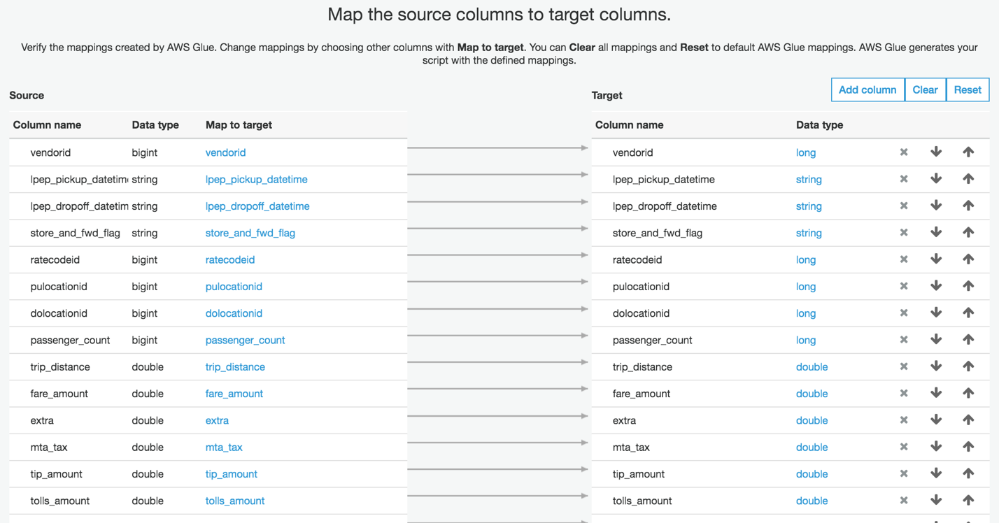 Map the source columns to target columns.
Verify the mappings created by AWS Glue. Change mappings by choosing other columns with Map to target. You can Clear all mappings and Reset to default AWS Glue mappings. AWS Glue generates your
script with the defined mappings.
Source Target Add column Clear Reset
Column name Data type Map to target Column name Data type
vendorid bigint vendorid vendorid long
lpep_pickup_datetim string lpep_pickup_datetime lpep_pickup_datetime string
lpep_dropoff_datetim string lpep_dropoff_datetime lpep_dropoff_datetime string
store_and_fwd_flag string store_and_fwd_flag store_and_fwd_flag string
ratecodeid bigint ratecodeid ratecodeid long
pulocationid bigint pulocationid pulocationid long
dolocationid bigint dolocationid dolocationid long
passenger_count bigint passenger_count passenger_count long
trip_distance double trip_distance trip_distance double
fare_amount double fare_amount fare_amount double
extra double extra extra double
mta_tax double mta_tax mta_tax double
tip_amount double tip_amount tip_amount double
tolls_amount double tolls_amount tolls_amount double